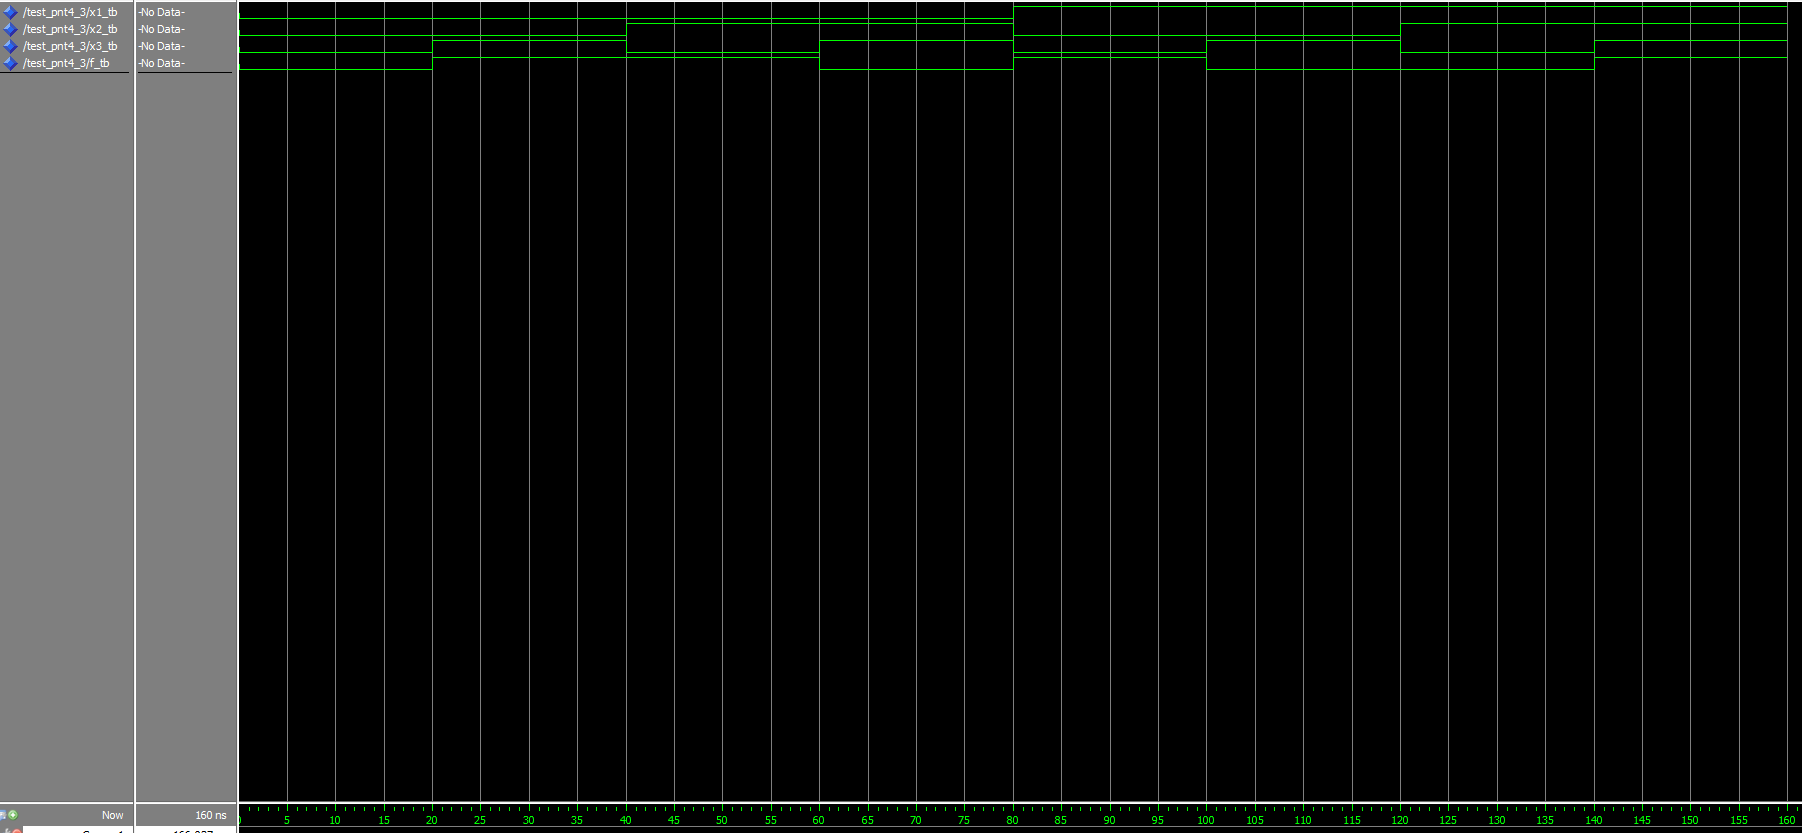 /test_pnt4_3/x1_tb -No Data-
/test_pnt4_3/x2_tb -No Data-
/test_pnt4_3/x3_tb -No Data-
/test_pnt4_3/f_tb -No Data-
Now 160 ns
0 5 10 15 20 25 30 35 40 45 50 55 60 65 70 75 80 85 90 95 100 105 110 115 120 125 130 135 140 145 150 155 160